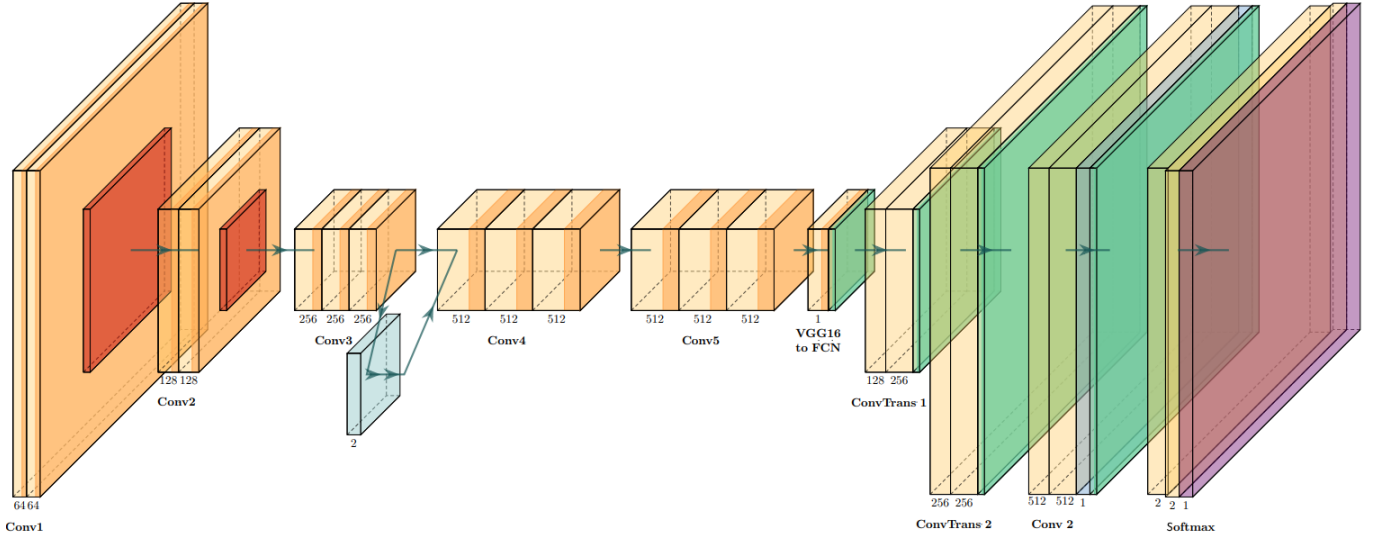 64 64
Conv1
128 128
Conv2
256 256 256
Conv3
2
512 512 512
Conv4
512 512 512
Conv5
1
VGG16
to FCN
128 256
ConvTrans 1
256 256
ConvTrans 2
512 512 1
Conv 2
2 2 1
Softmax